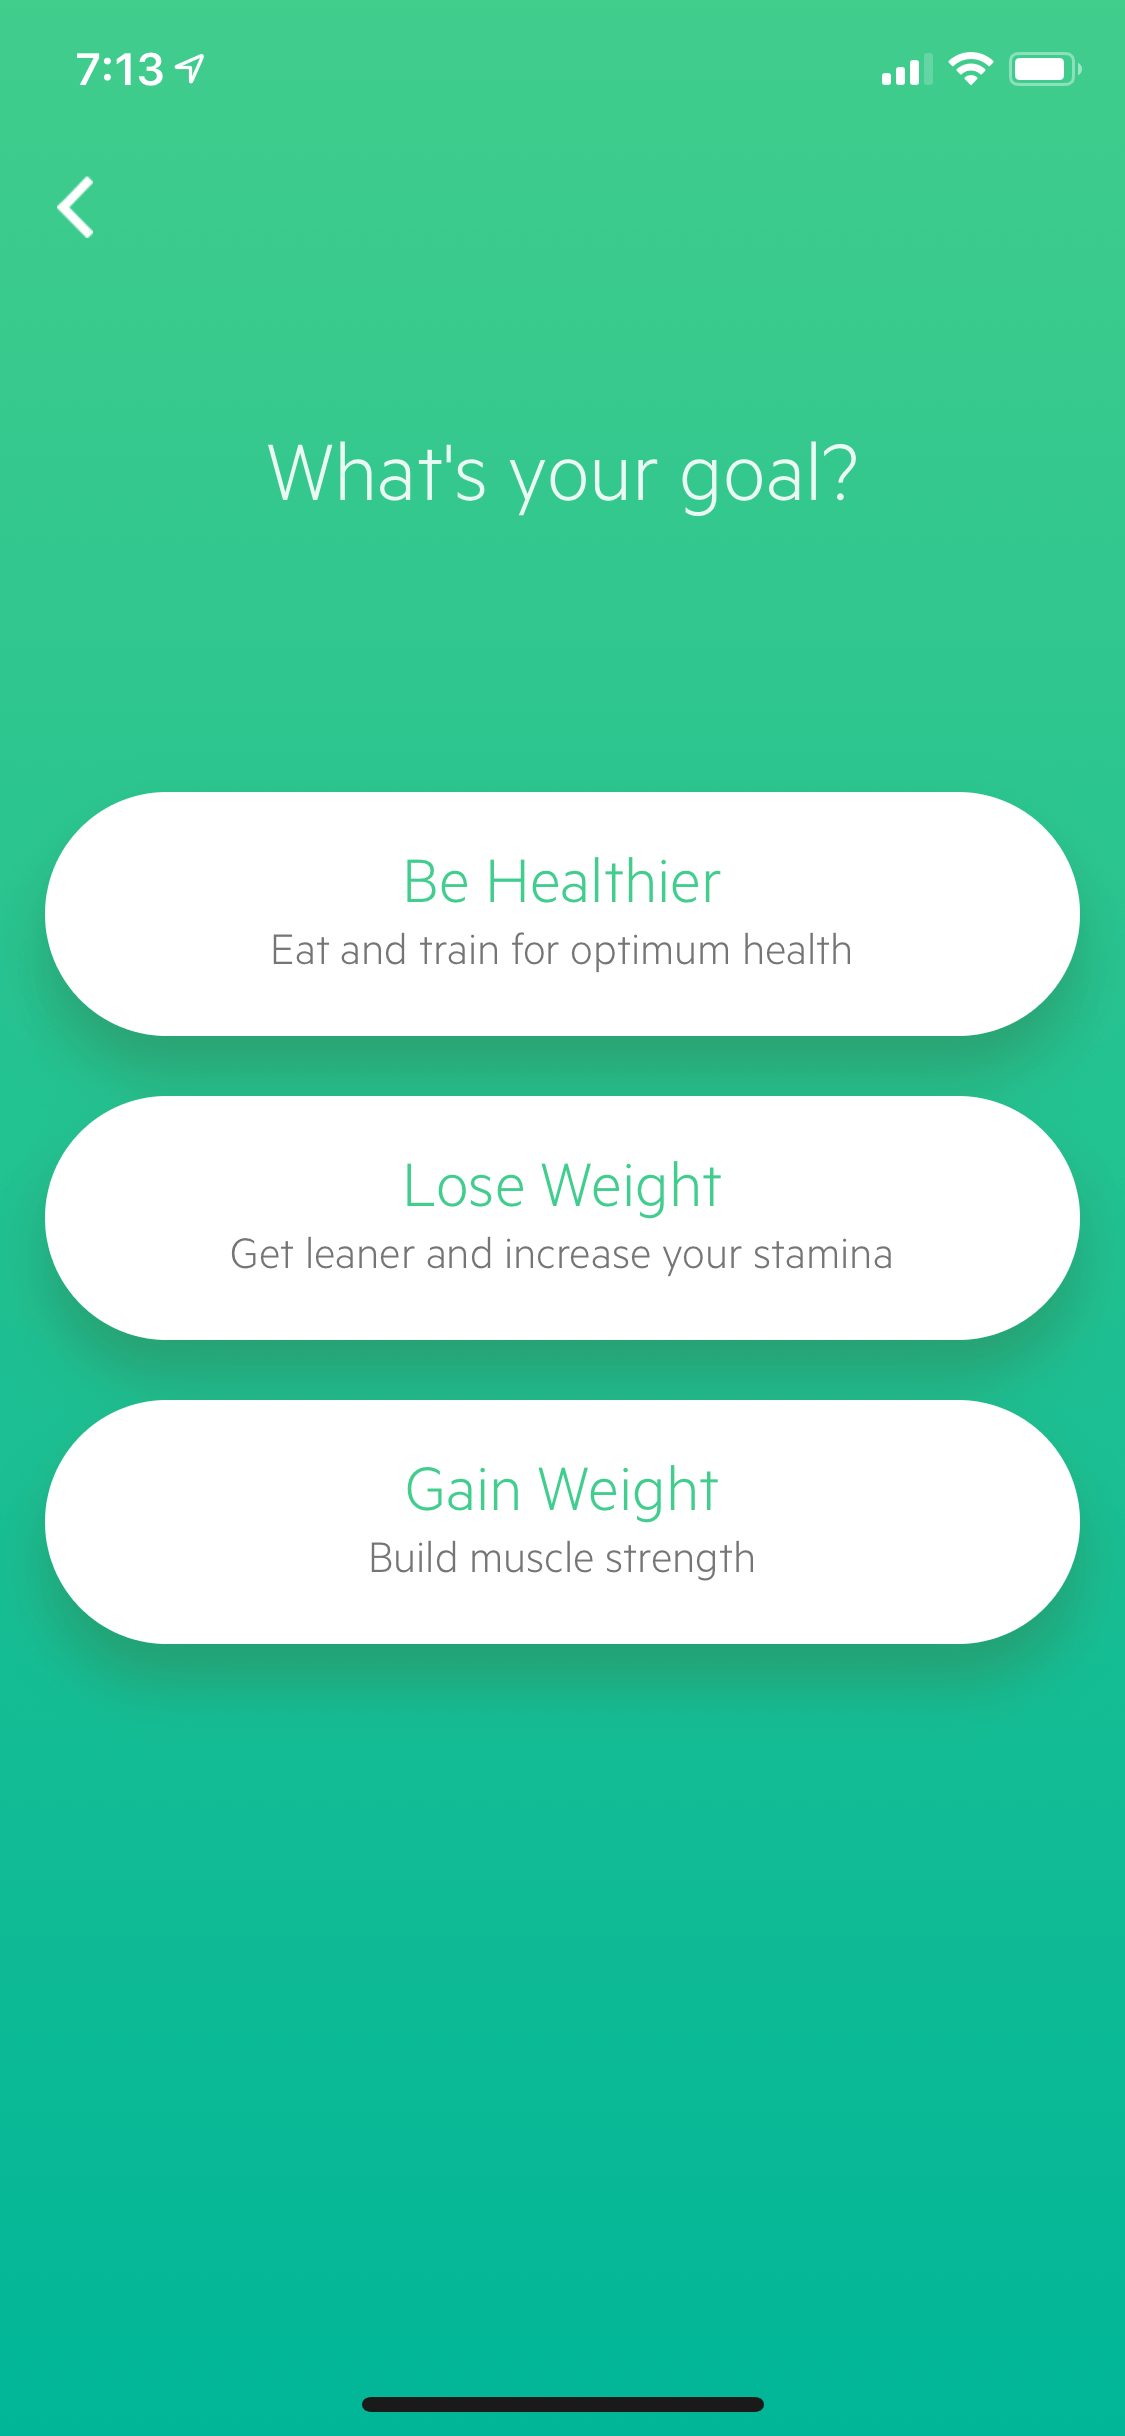 7:13
What's your goal?
Be Healthier
Eat and train for optimum health
Lose Weight
Get leaner and increase your stamina
Gain Weight
Build muscle strength